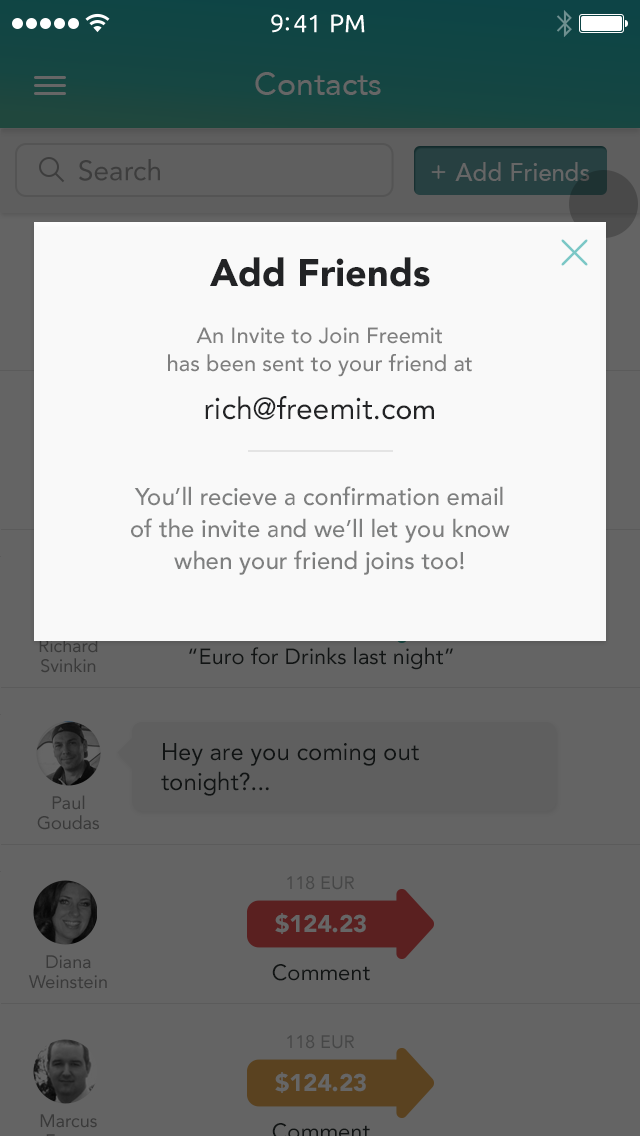 9:41 PM
Contacts
Search
+ Add Friends
Add Friends
An Invite to Join Freemit
has been sent to your friend at
rich@freemit.com
You’ll recieve a confirmation email
of the invite and we’ll let you know
when your friend joins too!
Richard
Svinkin
“Euro for Drinks last night”
Hey are you coming out
tonight?...
Paul
Goudas
118 EUR
$124.23
Comment
Diana
Weinstein
118 EUR
$124.23
Comment
Marcus